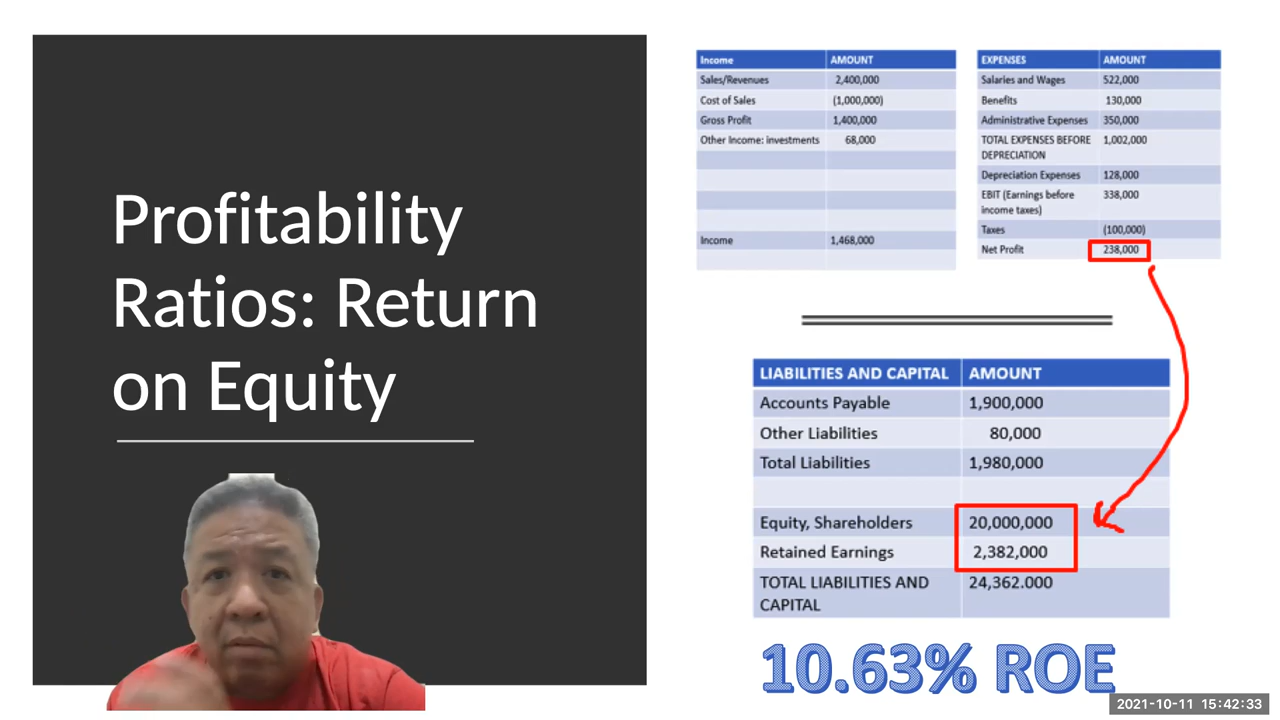 Profitability
Ratios: Return
on Equity
Income AMOUNT
Sales/Revenues 2,400,000
Cost of Sales (1,000,000)
Gross Profit 1,400,000
Other Income: investments 68,000
Income 1,468,000
EXPENSES AMOUNT
Salaries and Wages 522,000
Benefits 130,000
Administrative Expenses 350,000
TOTAL EXPENSES BEFORE 1,002,000
DEPRECIATION
Depreciation Expenses 128,000
EBIT (Earnings before 338,000
income taxes)
Taxes (100,000)
Net Profit 238,000
LIABILITIES AND CAPITAL AMOUNT
Accounts Payable 1,900,000
Other Liabilities 80,000
Total Liabilities 1,980,000
Equity, Shareholders 20,000,000
Retained Earnings 2,382,000
TOTAL LIABILITIES AND 24,362.000
CAPITAL
10.63% ROE
2021-10-11 15:42:33